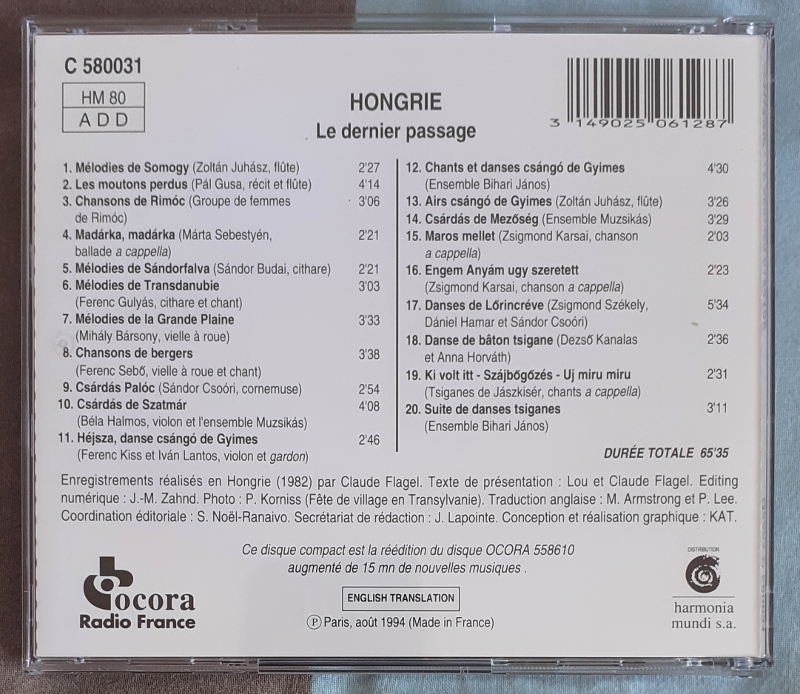 C 580031
HM 80
A D D
HONGRIE
Le dernier passage
3 149025 061287
1. Mélodies de Somogy (Zoltán Juhász, flûte) 2'27
2. Les moutons perdus (Pál Gusa, récit et flûte) 4'14
3. Chansons de Rimóc (Groupe de femmes 3'06
de Rimóc)
4. Madárka, madárka (Márta Sebestyén, 2'21
ballade a cappella)
5. Mélodies de Sándorfalva (Sándor Budai, cithare) 2'21
6. Mélodies de Transdanubie 3'03
(Ferenc Gulyás, cithare et chant)
7. Mélodies de la Grande Plaine 3'33
(Mihály Bársony, vielle à roue)
8. Chansons de bergers 3'38
(Ferenc Sebő, vielle à roue et chant)
9. Csárdás Palóc (Sándor Csoóri, cornemuse) 2'54
10. Csárdás de Szatmár 4'08
(Béla Halmos, violon et l'ensemble Muzsikás)
11. Héjsza, danse csángó de Gyimes 2'46
(Ferenc Kiss et Iván Lantos, violon et gardon)
12. Chants et danses csángó de Gyimes 4'30
(Ensemble Bihari János)
13. Airs csángó de Gyimes (Zoltán Juhász, flûte) 3'26
14. Csárdás de Mezőség (Ensemble Muzsikás) 3'29
15. Maros mellet (Zsigmond Karsai, chanson 2'03
a cappella)
16. Engem Anyám ugy szeretett 2'23
(Zsigmond Karsai, chanson a cappella)
17. Danses de Lőrincréve (Zsigmond Székely, 5'34
Dániel Hamar et Sándor Csoóri)
18. Danse de bâton tsigane (Dezső Kanalas 2'36
et Anna Horváth)
19. Ki volt itt - Szájbőgőzés - Uj miru miru 2'31
(Tsiganes de Jászkisér, chants a cappella)
20. Suite de danses tsiganes 3'11
(Ensemble Bihari János)
DURÉE TOTALE 65'35
Enregistrements réalisés en Hongrie (1982) par Claude Flagel. Texte de présentation : Lou et Claude Flagel. Editing
numérique : J.-M. Zahnd. Photo : P. Korniss (Fête de village en Transylvanie). Traduction anglaise : M. Armstrong et P. Lee.
Coordination éditoriale : S. Noël-Ranaivo. Secrétariat de rédaction : J. Lapointe. Conception et réalisation graphique : KAT.
Ce disque compact est la réédition du disque OCORA 558610
augmenté de 15 mn de nouvelles musiques .
ENGLISH TRANSLATION
Ⓟ Paris, août 1994 (Made in France)
ocora
Radio France
DISTRIBUTION
harmonia
mundi s.a.